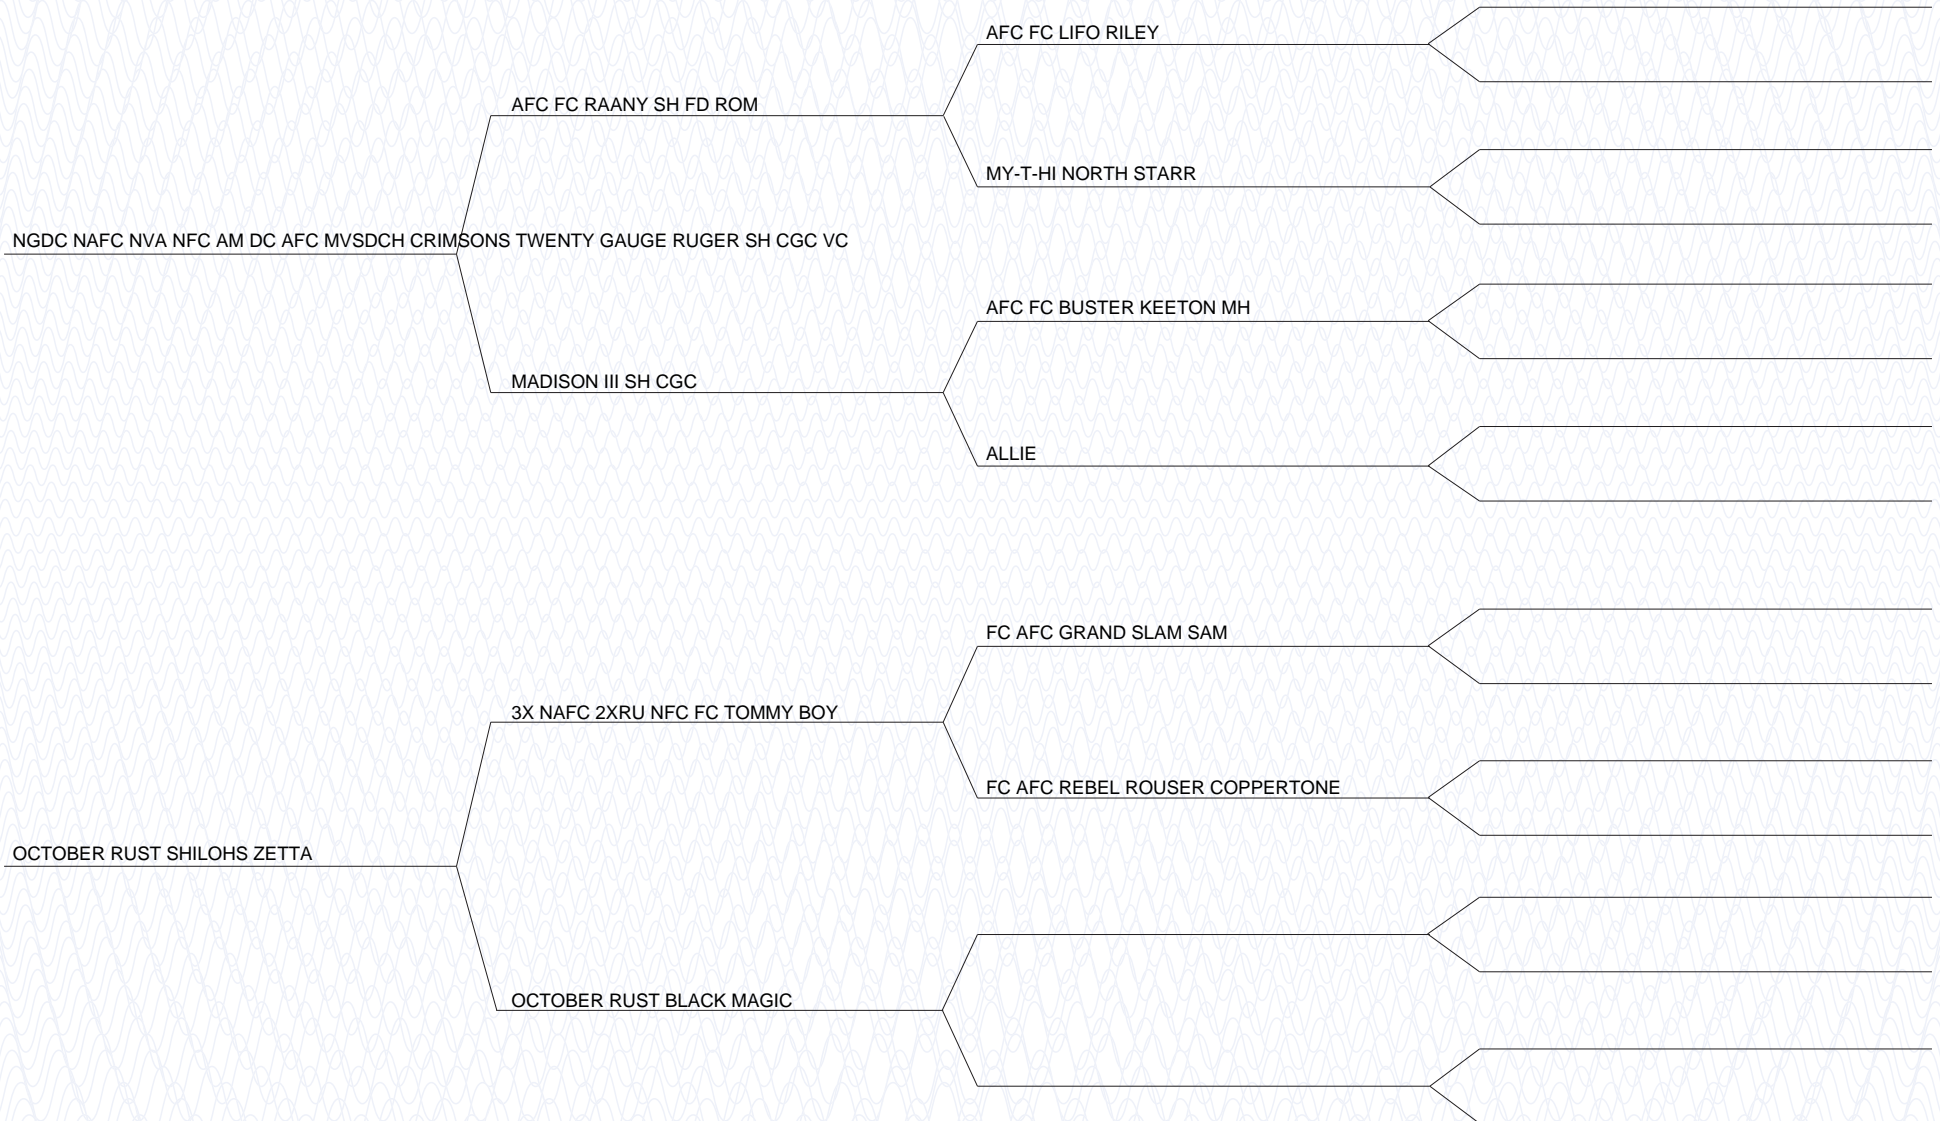 AFC FC LIFO RILEY
AFC FC RAANY SH FD ROM
MY-T-HI NORTH STARR
NGDC NAFC NVA NFC AM DC AFC MVSDCH CRIMSONS TWENTY GAUGE RUGER SH CGC VC
AFC FC BUSTER KEETON MH
MADISON III SH CGC
ALLIE
FC AFC GRAND SLAM SAM
3X NAFC 2XRU NFC FC TOMMY BOY
FC AFC REBEL ROUSER COPPERTONE
OCTOBER RUST SHILOHS ZETTA
OCTOBER RUST BLACK MAGIC